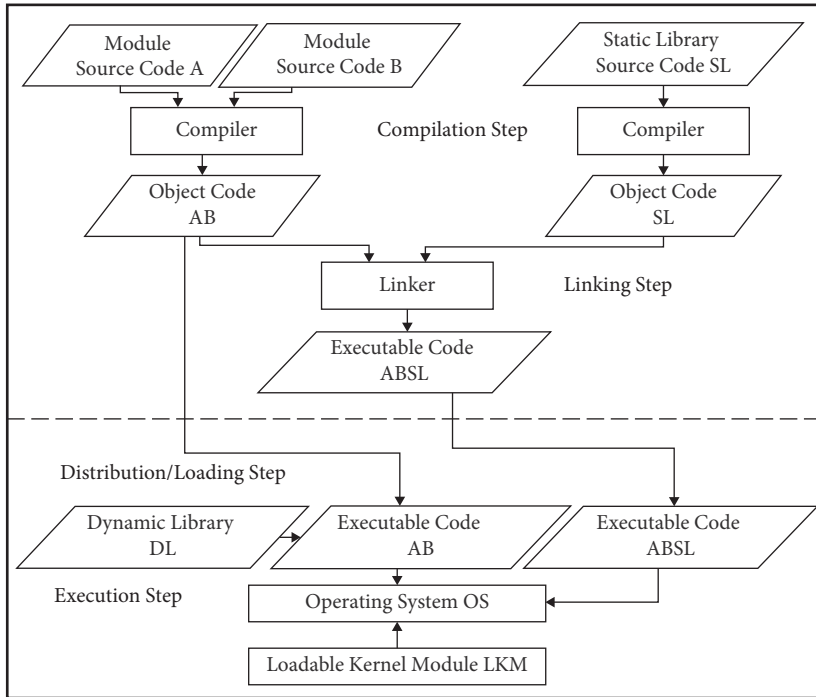 Module
Source Code A
Module
Source Code B
Static Library
Source Code SL
Compiler
Compilation Step
Compiler
Object Code
AB
Object Code
SL
Linker
Linking Step
Executable Code
ABSL
Distribution/Loading Step
Dynamic Library
DL
Executable Code
AB
Executable Code
ABSL
Execution Step
Operating System OS
Loadable Kernel Module LKM